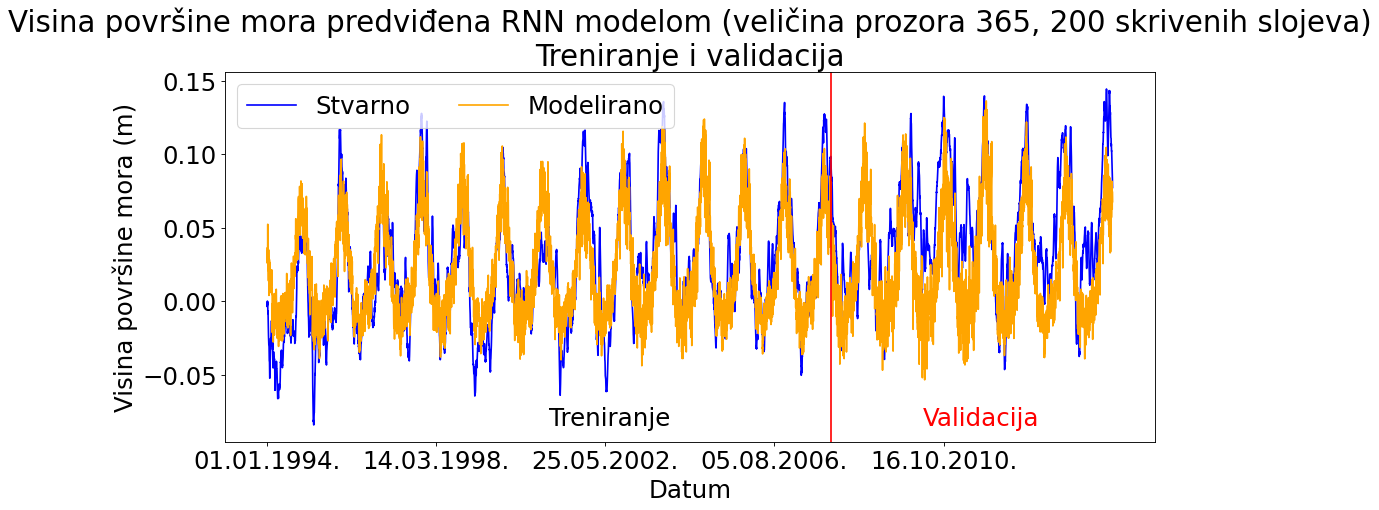 Visina površine mora predviđena RNN modelom (veličina prozora 365, 200 skrivenih slojeva)
Treniranje i validacija
Stvarno
Modelirano
Visina površine mora (m)
0.15
0.10
0.05
0.00
−0.05
Treniranje
Validacija
01.01.1994.
14.03.1998.
25.05.2002.
05.08.2006.
16.10.2010.
Datum